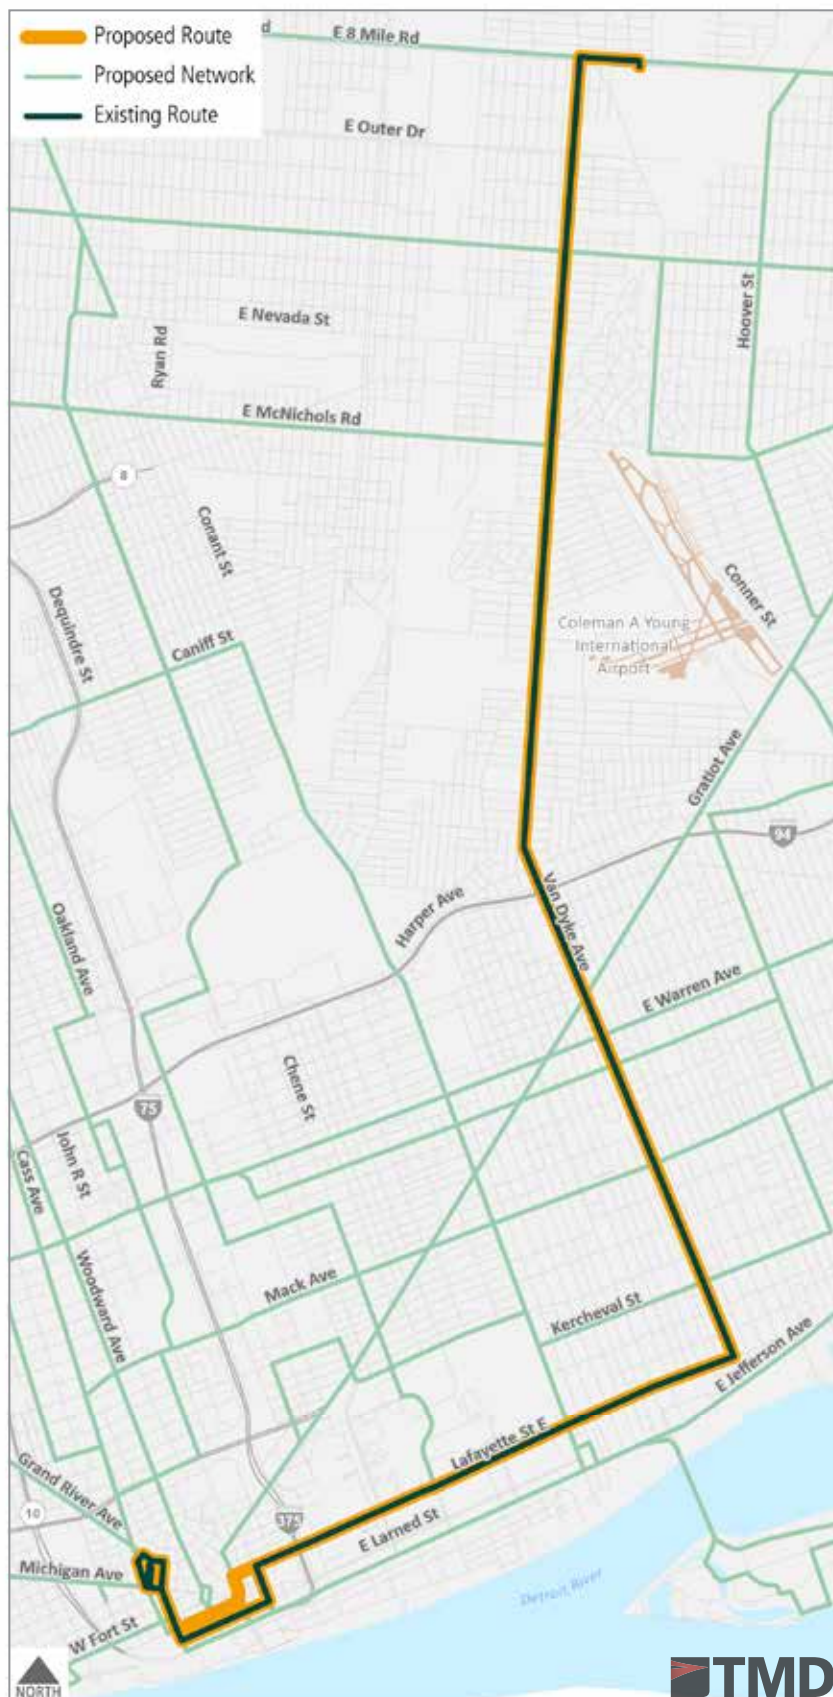 Proposed Route
Proposed Network
Existing Route
d
E 8 Mile Rd
E Outer Dr
Hoover St
E Nevada St
Ryan Rd
E McNichols Rd
8
Conant St
Conner St
Dequindre St
Coleman A Young
International
Airport
Caniff St
Gratiot Ave
94
Van Dyke Ave
Harper Ave
Oakland Ave
E Warren Ave
Chene St
75
John R St
Cass Ave
Woodward Ave
Mack Ave
Kercheval St
E Jefferson Ave
Lafayette St E
Grand River Ave
10
375
E Larned St
Michigan Ave
Detroit River
W Fort St
NORTH
TMD